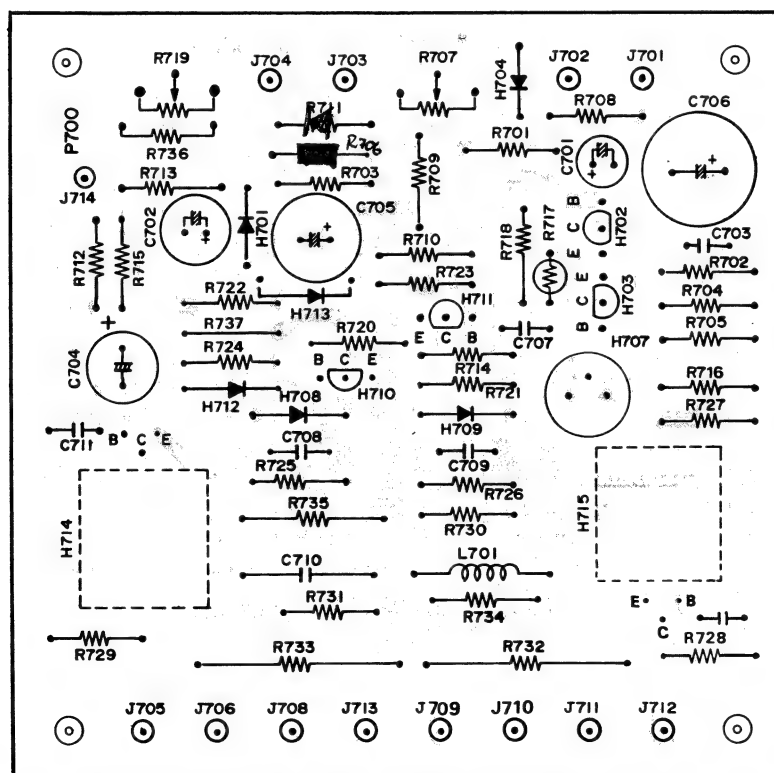 R719 J704 J703 R707 H704 J702 J701
R711 R708 C706
P700 R736 R706 R709 R701 C701
J714 R713 R703
C702 H701 C705 B
R712 R715 R718 R717 C H702 C703
R710 E R702
R722 R723 E H703 R704
H713 H711 C
R737 R720 E C B C707 B H707 R705
C704 R724 B C E R714
H712 H710 R721 R716
H708 H709 R727
C711 B C E C708 C709
R725 R726
H714 R735 R730 H715
C710 L701
R731 R734 E B
C
R729 R733 R732 R728
J705 J706 J708 J713 J709 J710 J711 J712